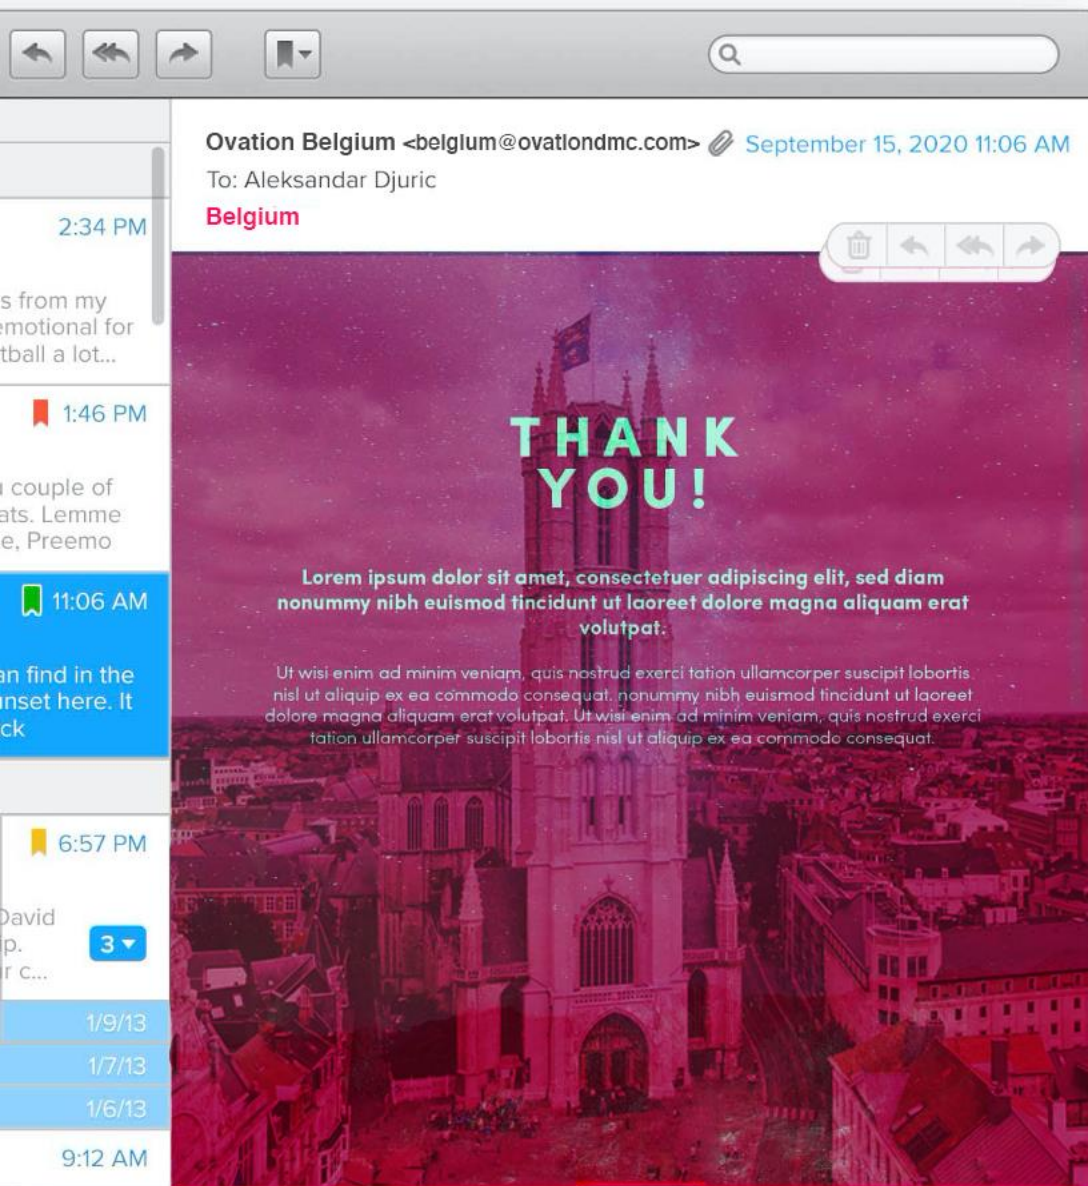 Ovation Belgium <belgium@ovationdmc.com> September 15, 2020 11:06 AM
To: Aleksandar Djuric
Belgium
2:34 PM
s from my
emotional for
tball a lot...
1:46 PM
couple of
ats. Lemme
e, Preemo
11:06 AM
an find in the
unset here. It
ck
6:57 PM
David
ip.
r c...
3
1/9/13
1/7/13
1/6/13
9:12 AM
THANK
YOU!
Lorem ipsum dolor sit amet, consectetuer adipiscing elit, sed diam
nonummy nibh euismod tincidunt ut laoreet dolore magna aliquam erat
volutpat.
Ut wisi enim ad minim veniam, quis nostrud exerci tation ullamcorper suscipit lobortis
nisl ut aliquip ex ea commodo consequat. nonummy nibh euismod tincidunt ut laoreet
dolore magna aliquam erat volutpat. Ut wisi enim ad minim veniam, quis nostrud exerci
tation ullamcorper suscipit lobortis nisl ut aliquip ex ea commodo consequat.